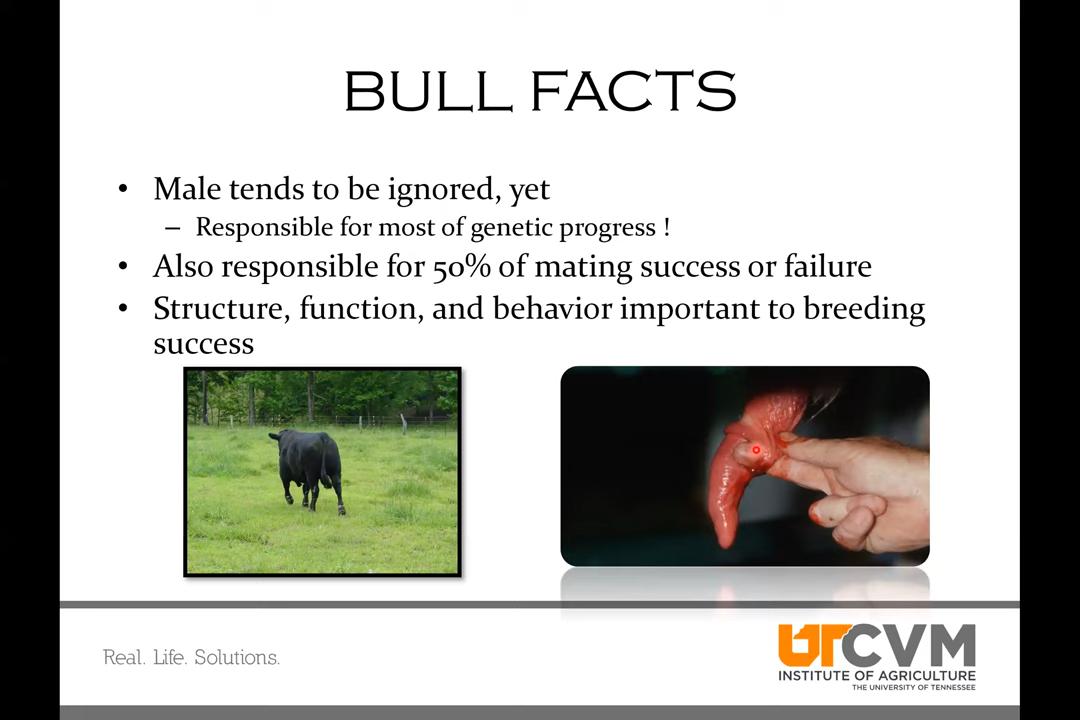 BULL FACTS
• Male tends to be ignored, yet
– Responsible for most of genetic progress !
• Also responsible for 50% of mating success or failure
• Structure, function, and behavior important to breeding
success
Real. Life. Solutions.
UTCVM
INSTITUTE OF AGRICULTURE
THE UNIVERSITY OF TENNESSEE